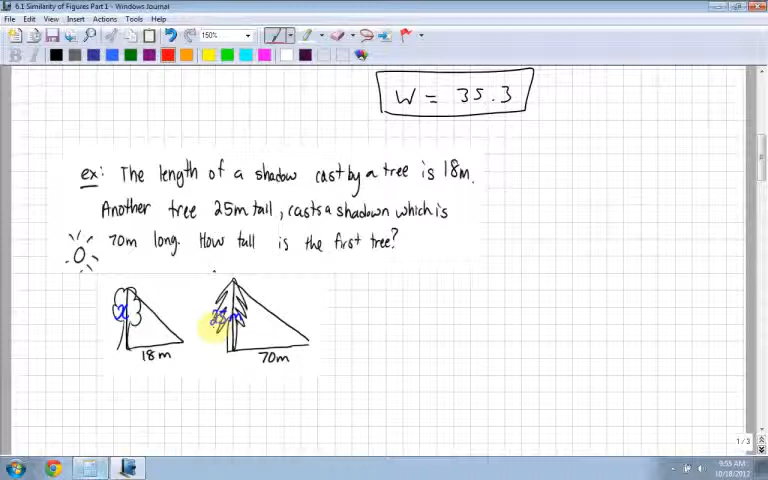 6.1 Similarity of Figures Part 1 - Windows Journal
File Edit View Insert Actions Tools Help
150%
B I
W = 35.3
ex: The length of a shadow cast by a tree is 18m.
Another tree 25m tall, casts a shadown which is
70m long. How tall is the first tree?
x
18m
70m
1 / 3
9:55 AM
10/18/2012